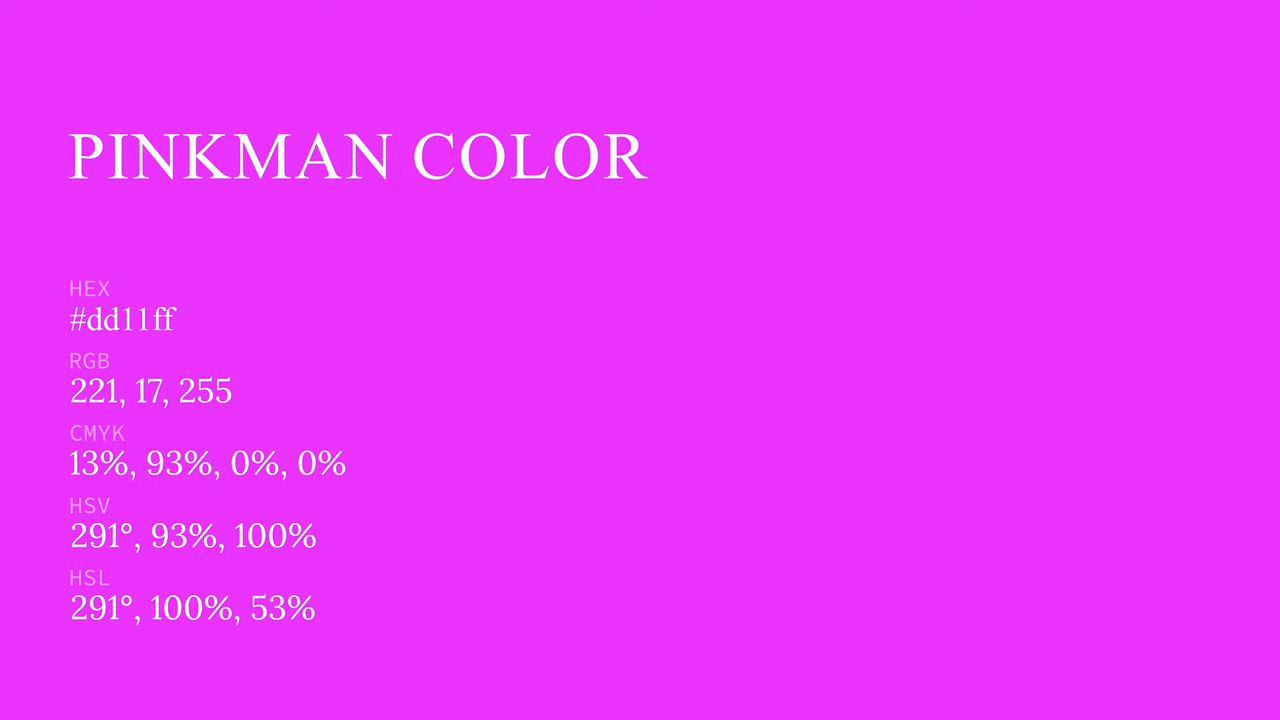 PINKMAN COLOR
HEX
#dd11ff
RGB
221, 17, 255
CMYK
13%, 93%, 0%, 0%
HSV
291°, 93%, 100%
HSL
291°, 100%, 53%